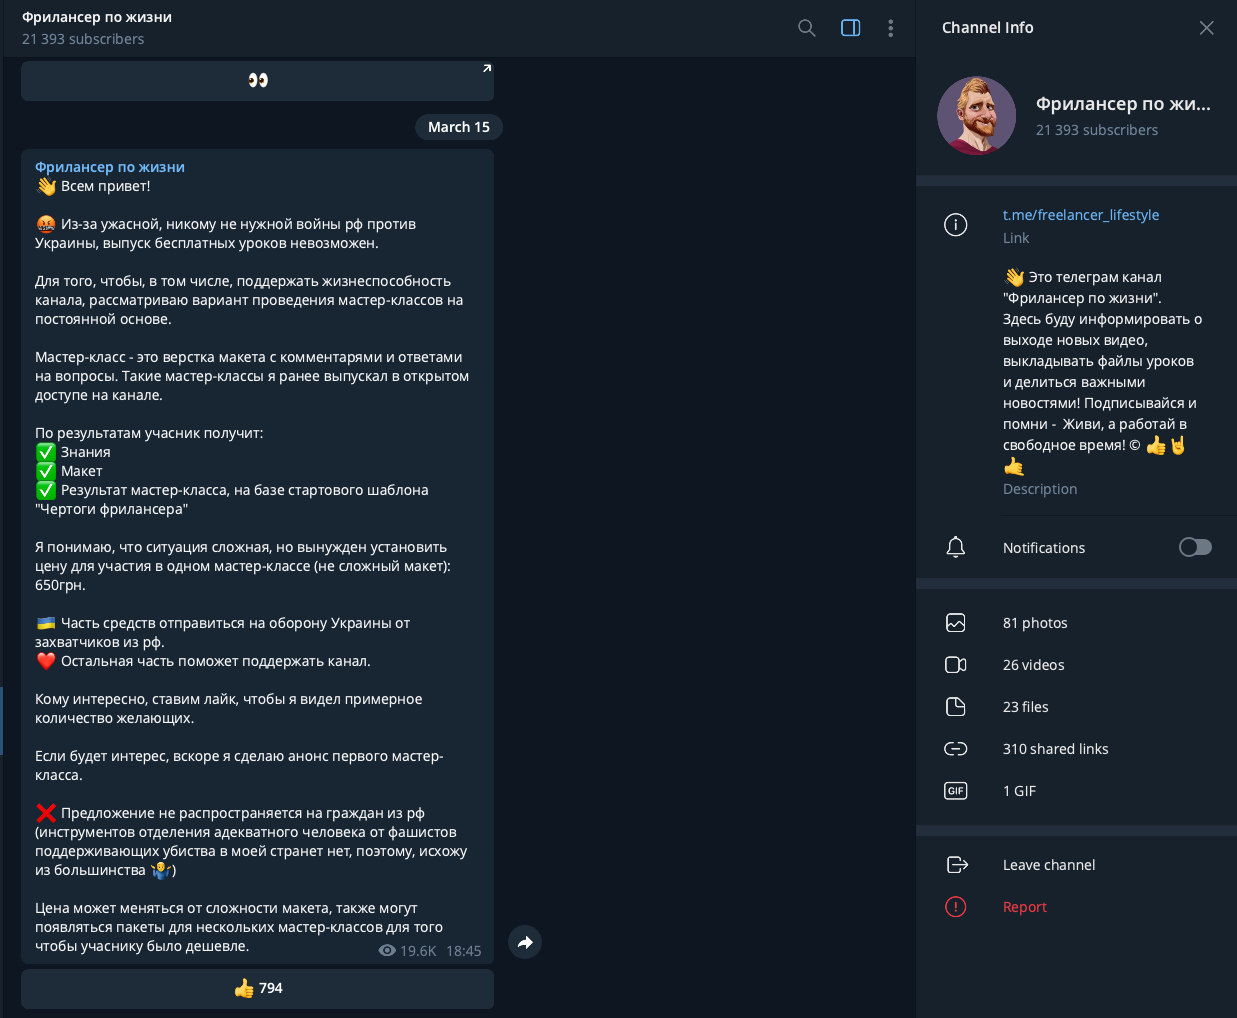 Фрилансер по жизни
21 393 subscribers
March 15
Фрилансер по жизни
👋 Всем привет!
🤬 Из-за ужасной, никому не нужной войны рф против
Украины, выпуск бесплатных уроков невозможен.
Для того, чтобы, в том числе, поддержать жизнеспособность
канала, рассматриваю вариант проведения мастер-классов на
постоянной основе.
Мастер-класс - это верстка макета с комментарями и ответами
на вопросы. Такие мастер-классы я ранее выпускал в открытом
доступе на канале.
По результатам учасник получит:
✅ Знания
✅ Макет
✅ Результат мастер-класса, на базе стартового шаблона
"Чертоги фрилансера"
Я понимаю, что ситуация сложная, но вынужден установить
цену для участия в одном мастер-классе (не сложный макет):
650грн.
🇺🇦 Часть средств отправиться на оборону Украины от
захватчиков из рф.
❤️ Остальная часть поможет поддержать канал.
Кому интересно, ставим лайк, чтобы я видел примерное
количество желающих.
Если будет интерес, вскоре я сделаю анонс первого мастер-
класса.
❌ Предложение не распространяется на граждан из рф
(инструментов отделения адекватного человека от фашистов
поддерживающих убиства в моей странет нет, поэтому, исхожу
из большинства 🤷‍♂️)
Цена может меняться от сложности макета, также могут
появляться пакеты для нескольких мастер-классов для того
чтобы учаснику было дешевле.
19.6K 18:45
👍 794
Channel Info
Фрилансер по жи...
21 393 subscribers
t.me/freelancer_lifestyle
Link
👋 Это телеграм канал
"Фрилансер по жизни".
Здесь буду информировать о
выходе новых видео,
выкладывать файлы уроков
и делиться важными
новостями! Подписывайся и
помни - Живи, а работай в
свободное время! © 👍🤘
🤙
Description
Notifications
81 photos
26 videos
23 files
310 shared links
GIF
1 GIF
Leave channel
Report